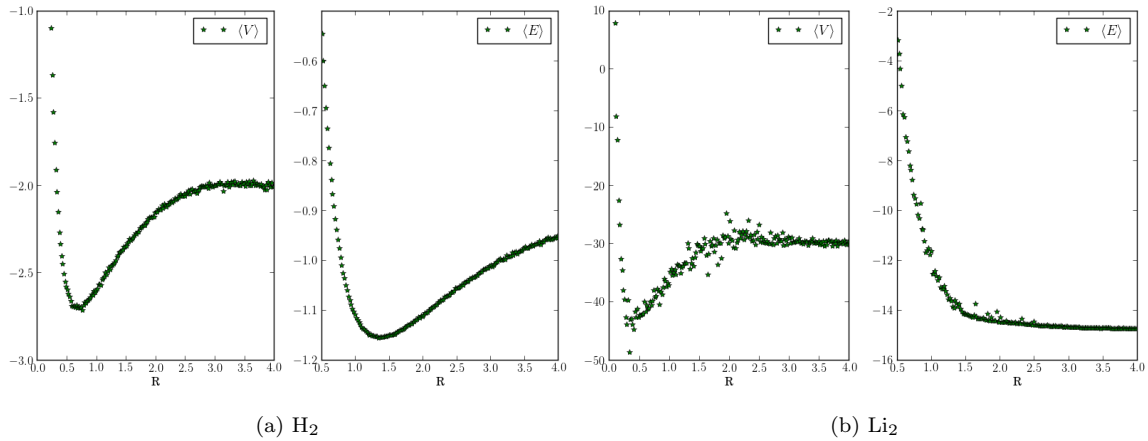 −1.0
−1.5
−2.0
−2.5
−3.0
0.0 0.5 1.0 1.5 2.0 2.5 3.0 3.5 4.0
R
⟨V⟩
−0.6
−0.7
−0.8
−0.9
−1.0
−1.1
−1.2
0.5 1.0 1.5 2.0 2.5 3.0 3.5 4.0
R
⟨E⟩
(a) H₂
10
0
−10
−20
−30
−40
−50
0.0 0.5 1.0 1.5 2.0 2.5 3.0 3.5 4.0
R
⟨V⟩
−2
−4
−6
−8
−10
−12
−14
−16
0.5 1.0 1.5 2.0 2.5 3.0 3.5 4.0
R
⟨E⟩
(b) Li₂